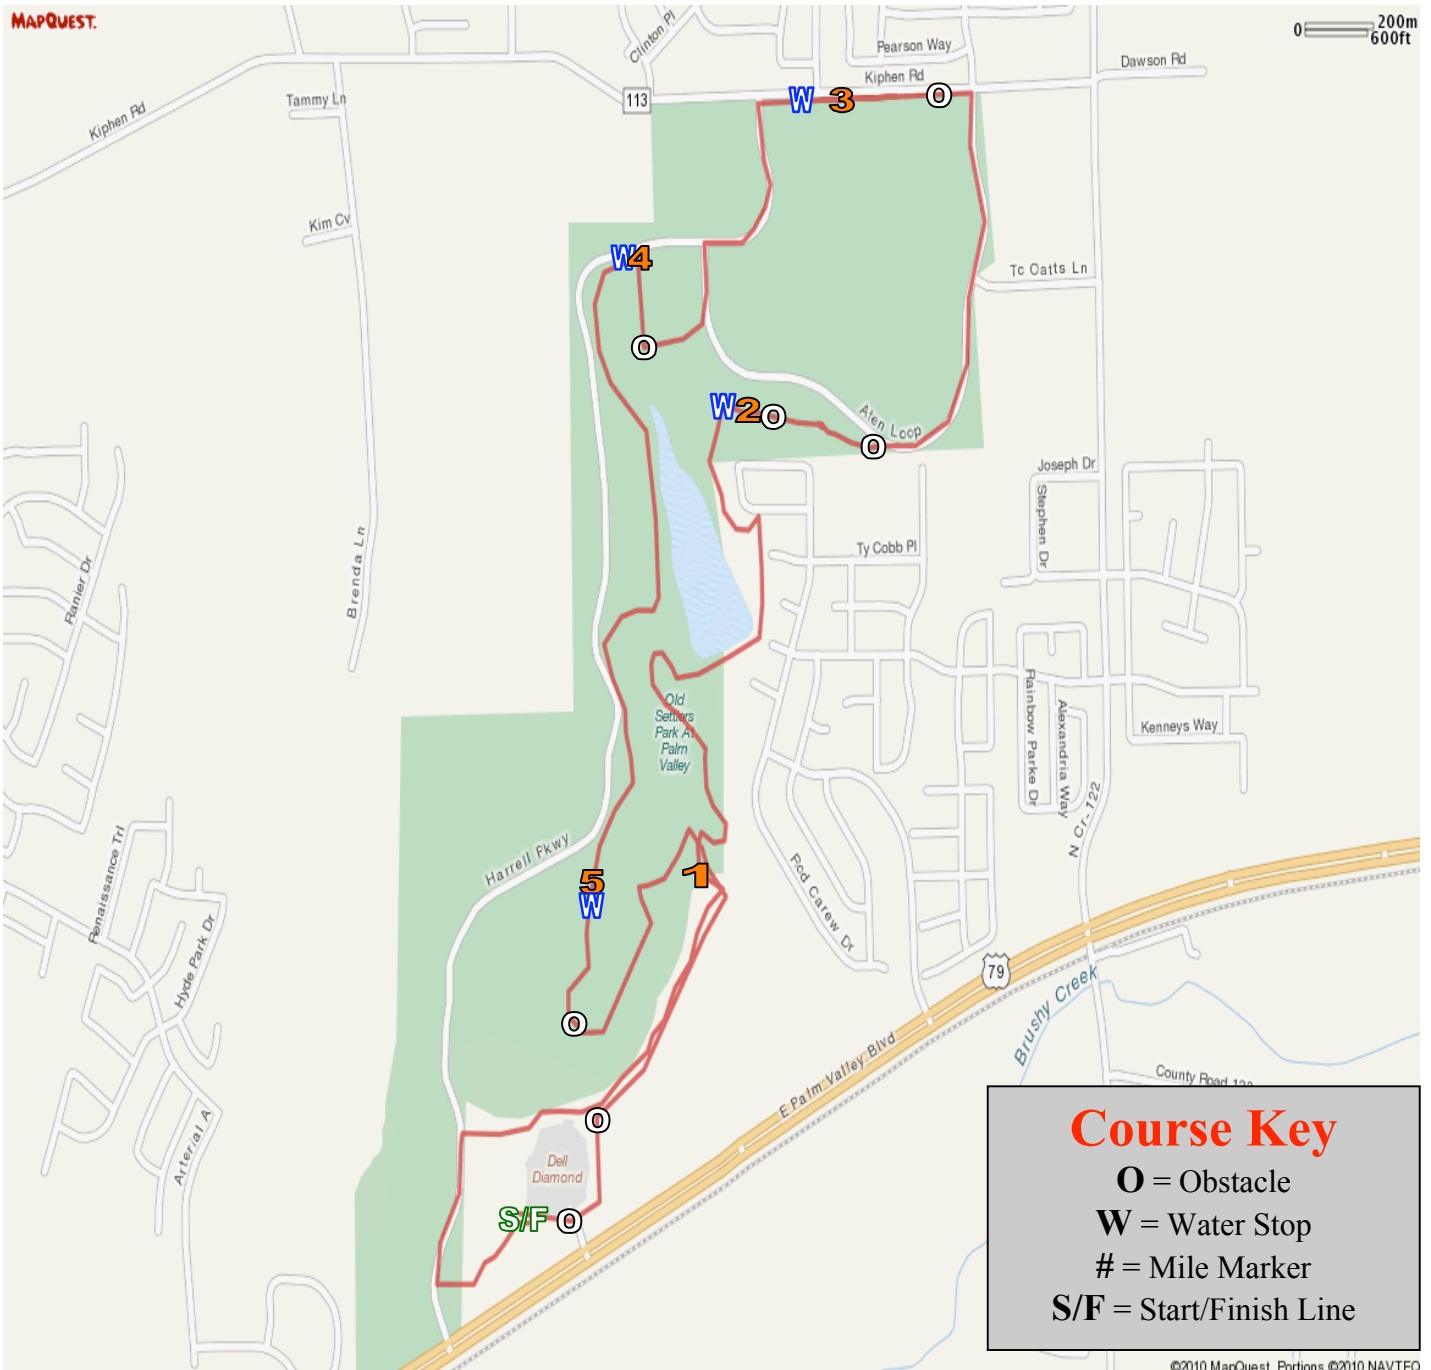 MAPQUEST.
0
200m
600ft
Clinton Pl
Pearson Way
Kiphen Rd
Dawson Rd
Tammy Ln
113
W 3 O
Kiphen Rd
Kim Cv
W4
Tc Oatts Ln
O
W2O
Aten Loop
O
Joseph Dr
Stephen Dr
Ty Cobb Pl
Brenda Ln
Ranier Dr
Old
Settlers
Park At
Palm
Valley
Rainbow Parke Dr
Alexandria Way
Kenneys Way
N Cr-122
Harrell Pkwy
Renaissance Trl
Rod Carew Dr
1
5
W
Hyde Park Dr
79
Brushy Creek
O
E Palm Valley Blvd
County Road
O
Arterial A
Dell
Diamond
S/F O
Course Key
O = Obstacle
W = Water Stop
# = Mile Marker
S/F = Start/Finish Line
©2010 MapQuest Portions ©2010 NAVTEQ